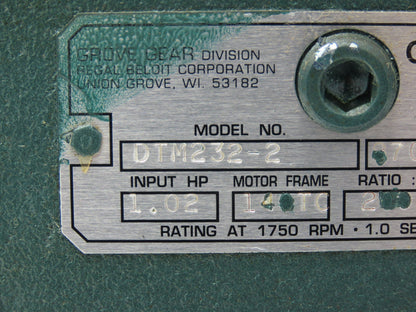 GROVE GEAR DIVISION
REGAL BELOIT CORPORATION
UNION GROVE, WI. 53182
MODEL NO.
DTM232-2
INPUT HP MOTOR FRAME RATIO :
1.02
RATING AT 1750 RPM · 1.0 SE